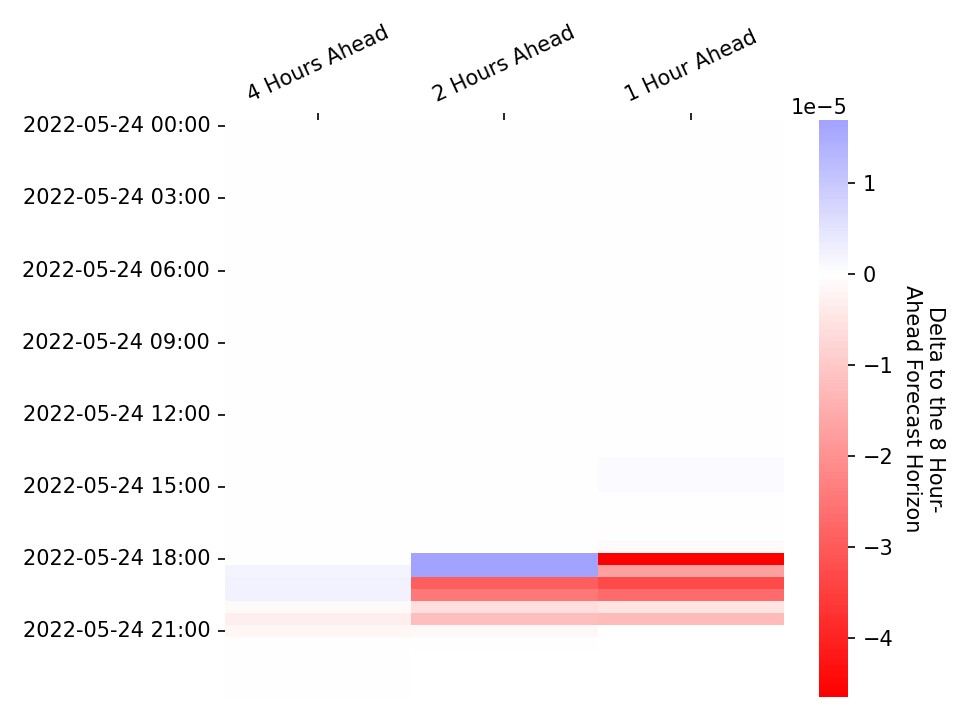 4 Hours Ahead
2 Hours Ahead
1 Hour Ahead
1e−5
2022-05-24 00:00
2022-05-24 03:00
2022-05-24 06:00
2022-05-24 09:00
2022-05-24 12:00
2022-05-24 15:00
2022-05-24 18:00
2022-05-24 21:00
1
0
−1
−2
−3
−4
Delta to the 8 Hour-
Ahead Forecast Horizon